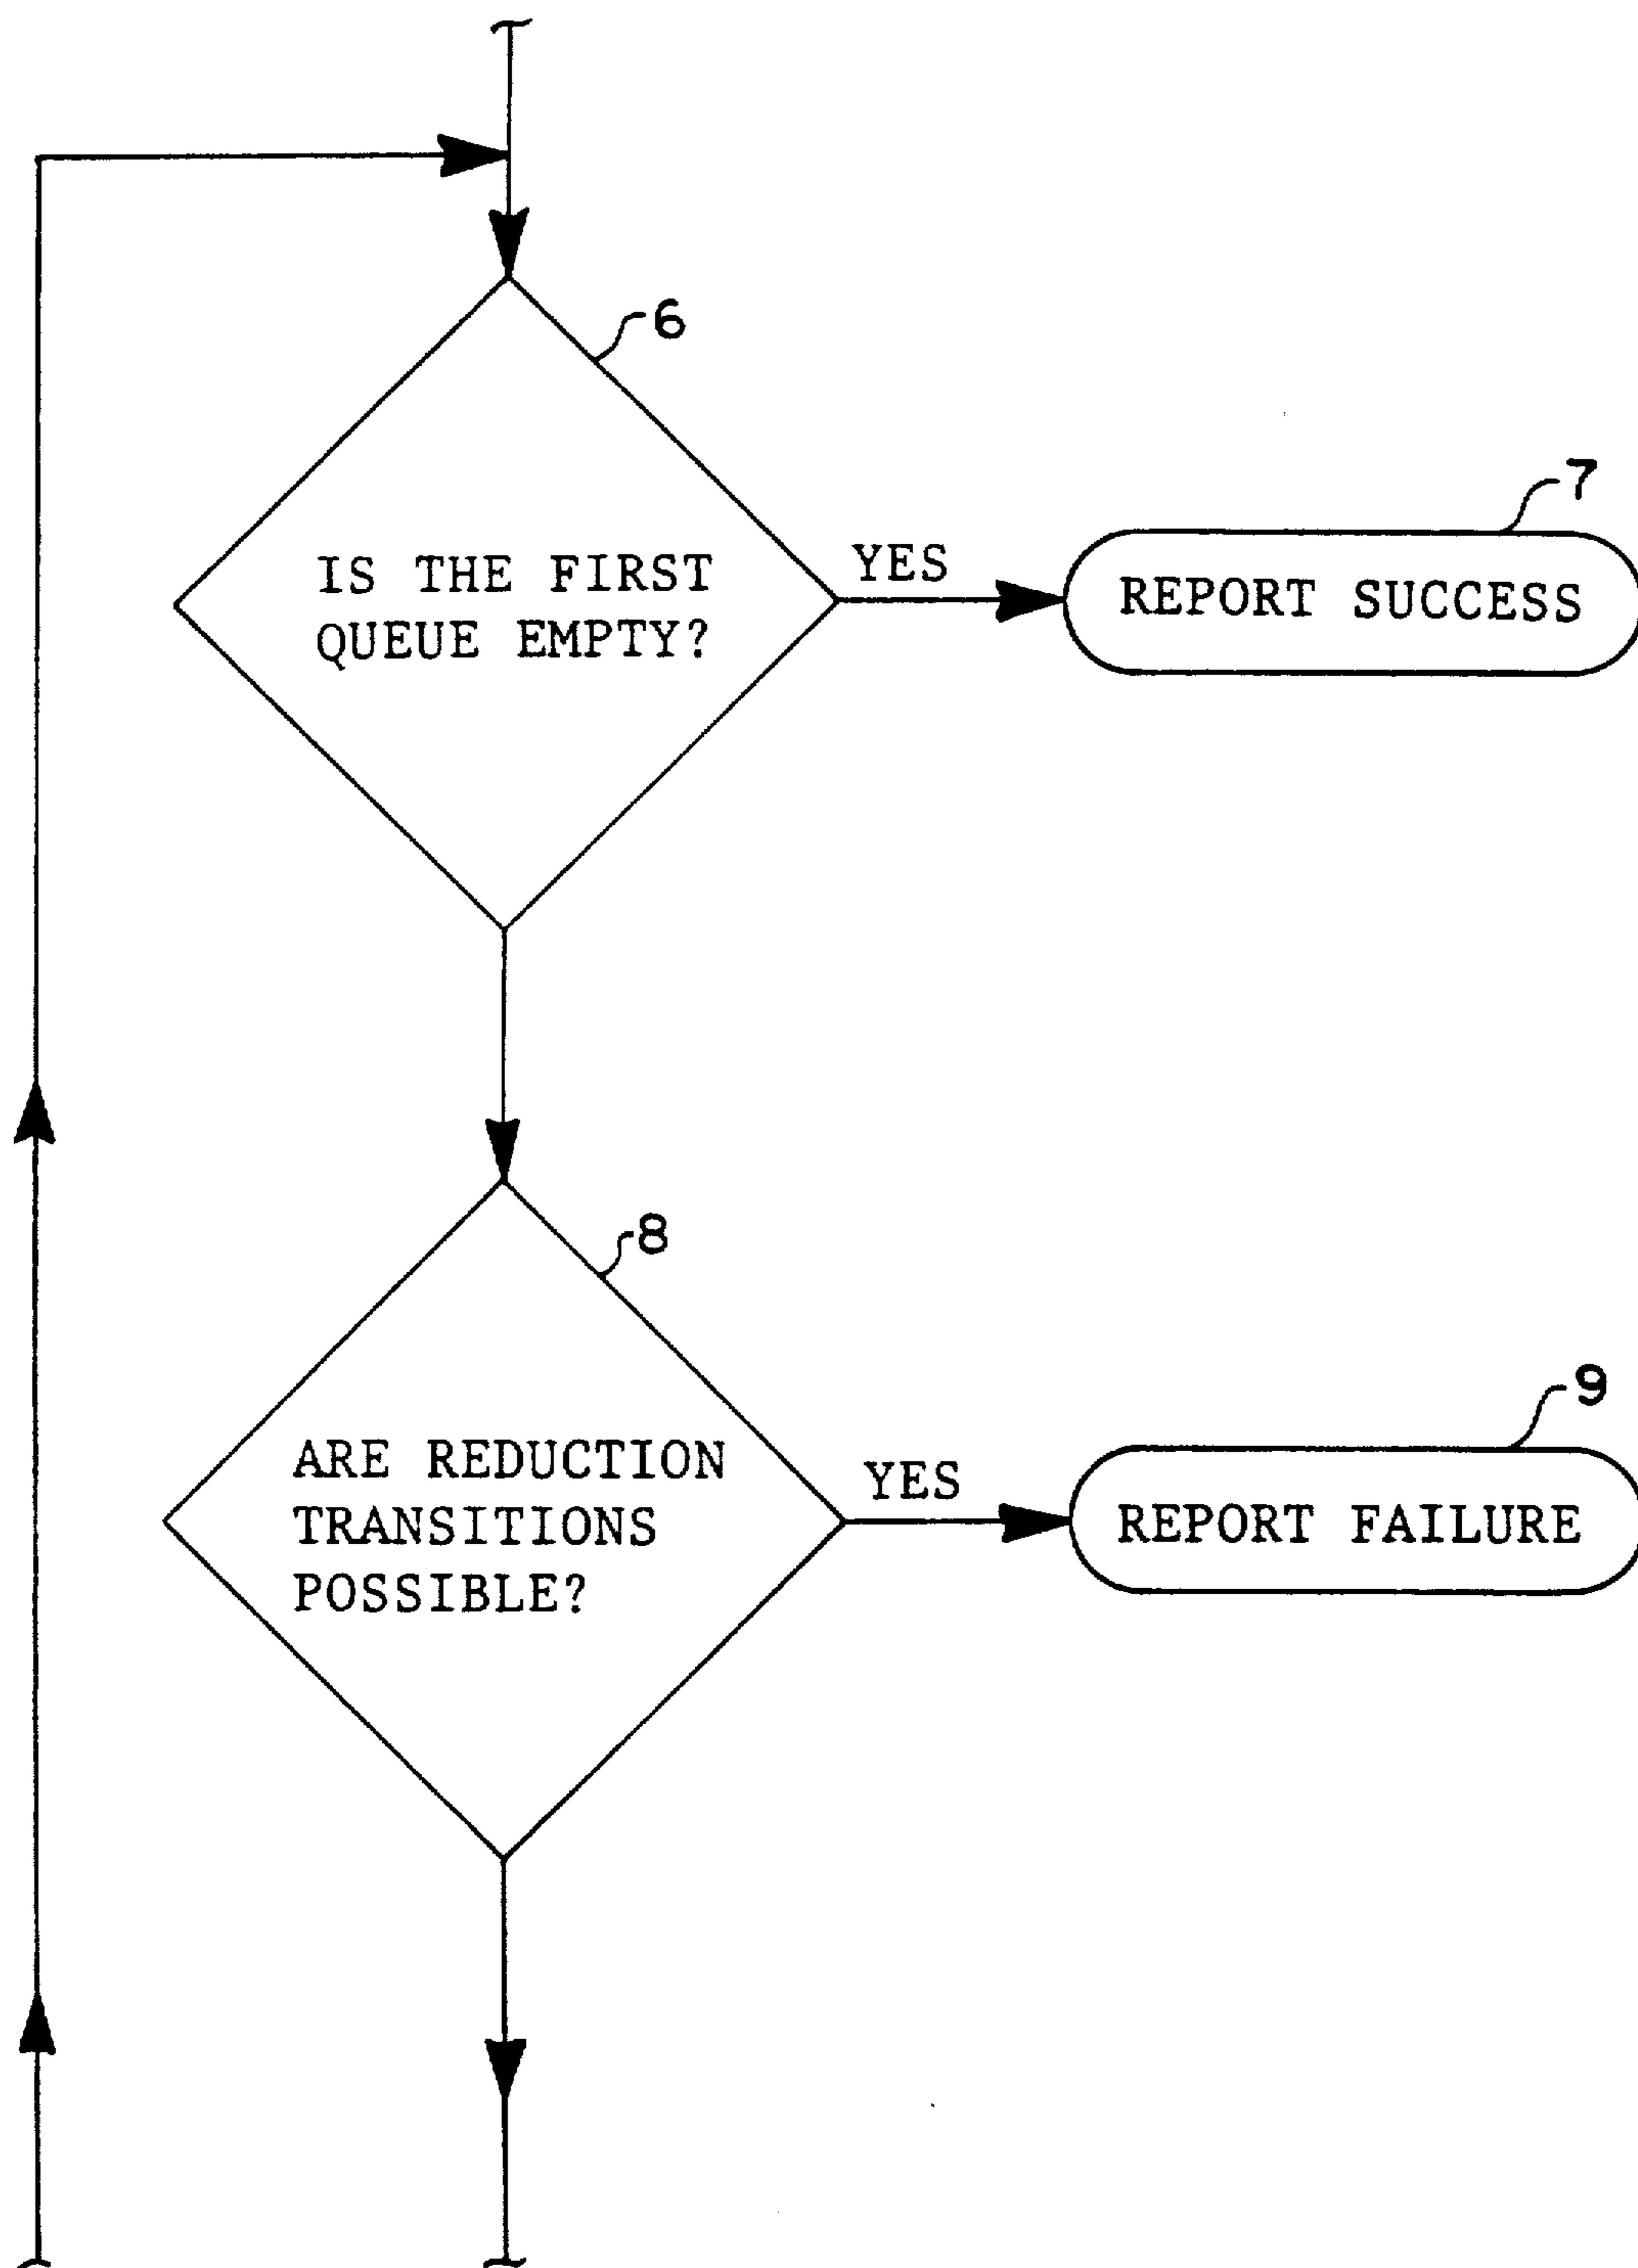 6
IS THE FIRST
QUEUE EMPTY?
YES
7
REPORT SUCCESS
8
ARE REDUCTION
TRANSITIONS
POSSIBLE?
YES
9
REPORT FAILURE